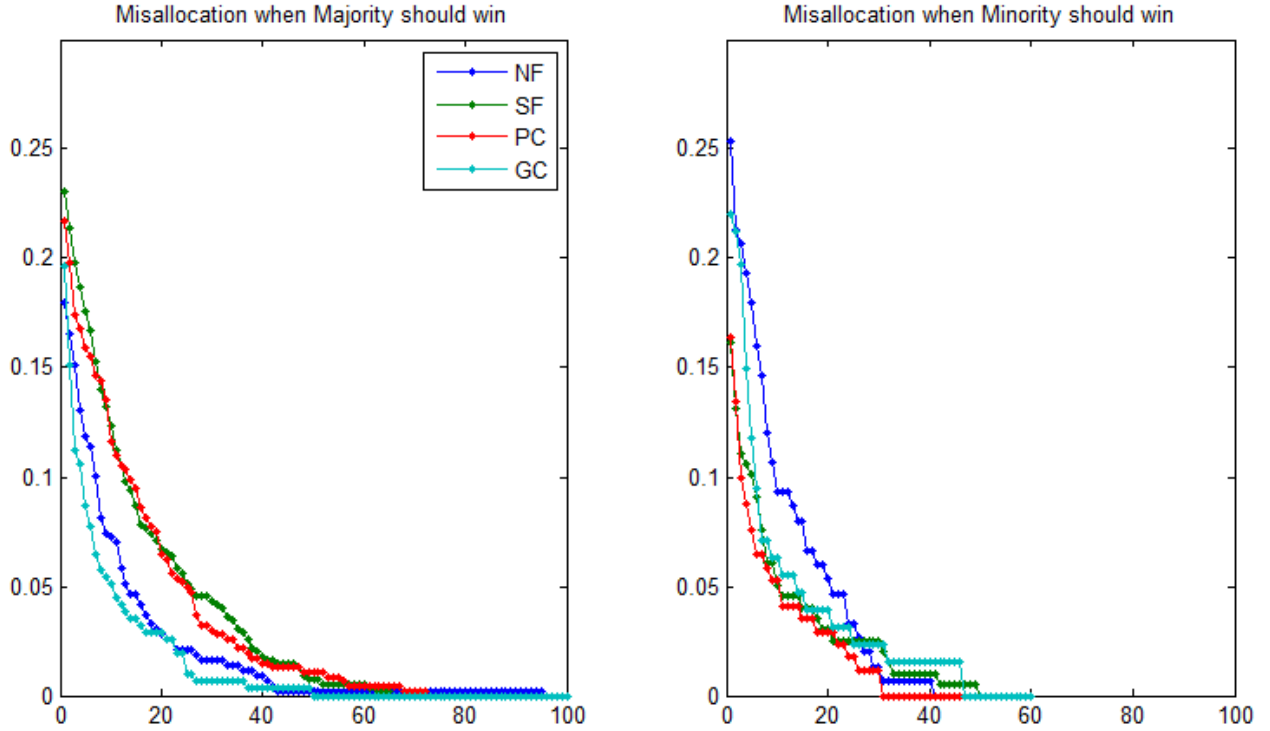 Misallocation when Majority should win
NF
SF
PC
GC
0.25
0.2
0.15
0.1
0.05
0
0 20 40 60 80 100
Misallocation when Minority should win
0.25
0.2
0.15
0.1
0.05
0
0 20 40 60 80 100